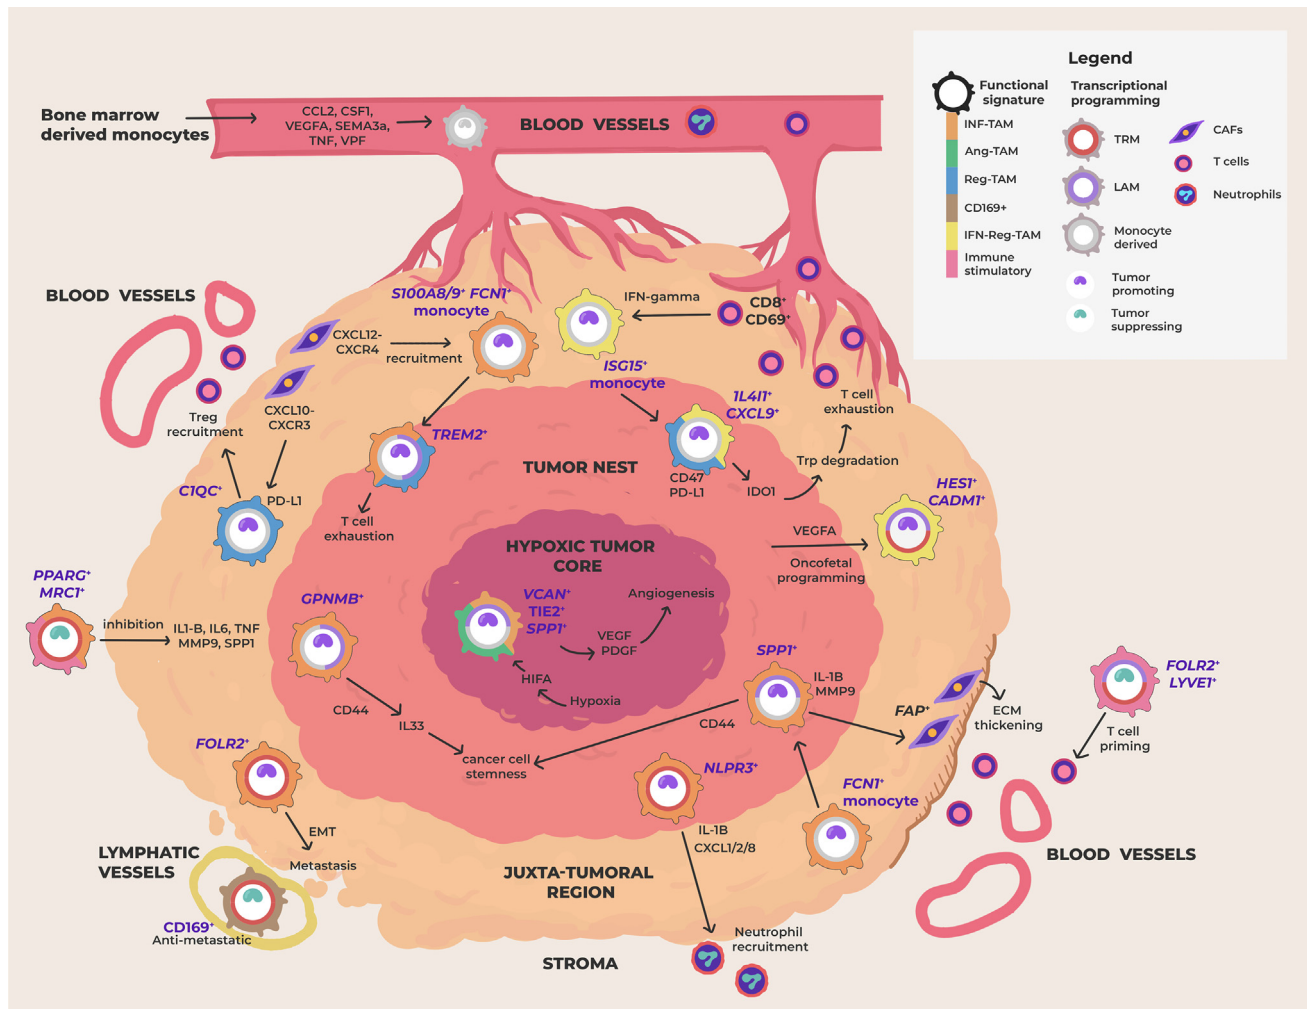 Legend
Functional
signature
Transcriptional
programming
INF-TAM
Ang-TAM
Reg-TAM
CD169+
IFN-Reg-TAM
Immune
stimulatory
TRM
LAM
Monocyte
derived
Tumor
promoting
Tumor
suppressing
CAFs
T cells
Neutrophils
Bone marrow
derived monocytes
CCL2, CSF1,
VEGFA, SEMA3a,
TNF, VPF
BLOOD VESSELS
BLOOD VESSELS
S100A8/9⁺ FCN1⁺
monocyte
IFN-gamma
CD8⁺
CD69⁺
CXCL12-
CXCR4
recruitment
ISG15⁺
monocyte
1L4I1⁺
CXCL9⁺
T cell
exhaustion
CXCL10-
CXCR3
Treg
recruitment
TREM2⁺
TUMOR NEST
CD47
PD-L1
IDO1
Trp degradation
C1QC⁺
PD-L1
T cell
exhaustion
HES1⁺
CADM1⁺
VEGFA
Oncofetal
programming
HYPOXIC TUMOR
CORE
PPARG⁺
MRC1⁺
inhibition
IL1-B, IL6, TNF
MMP9, SPP1
GPNMB⁺
VCAN⁺
TIE2⁺
SPP1⁺
Angiogenesis
VEGF
PDGF
HIFA
Hypoxia
SPP1⁺
IL-1B
MMP9
CD44
IL33
CD44
cancer cell
stemness
FAP⁺
ECM
thickening
FOLR2⁺
LYVE1⁺
T cell
priming
FOLR2⁺
EMT
Metastasis
NLPR3⁺
IL-1B
CXCL1/2/8
FCN1⁺
monocyte
BLOOD VESSELS
LYMPHATIC
VESSELS
CD169⁺
Anti-metastatic
JUXTA-TUMORAL
REGION
Neutrophil
recruitment
STROMA